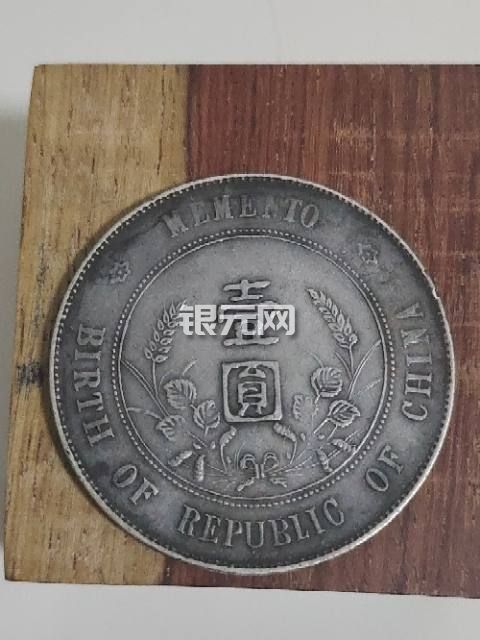 MEMENTO
壹
银元网
圓
BIRTH OF REPUBLIC OF CHINA